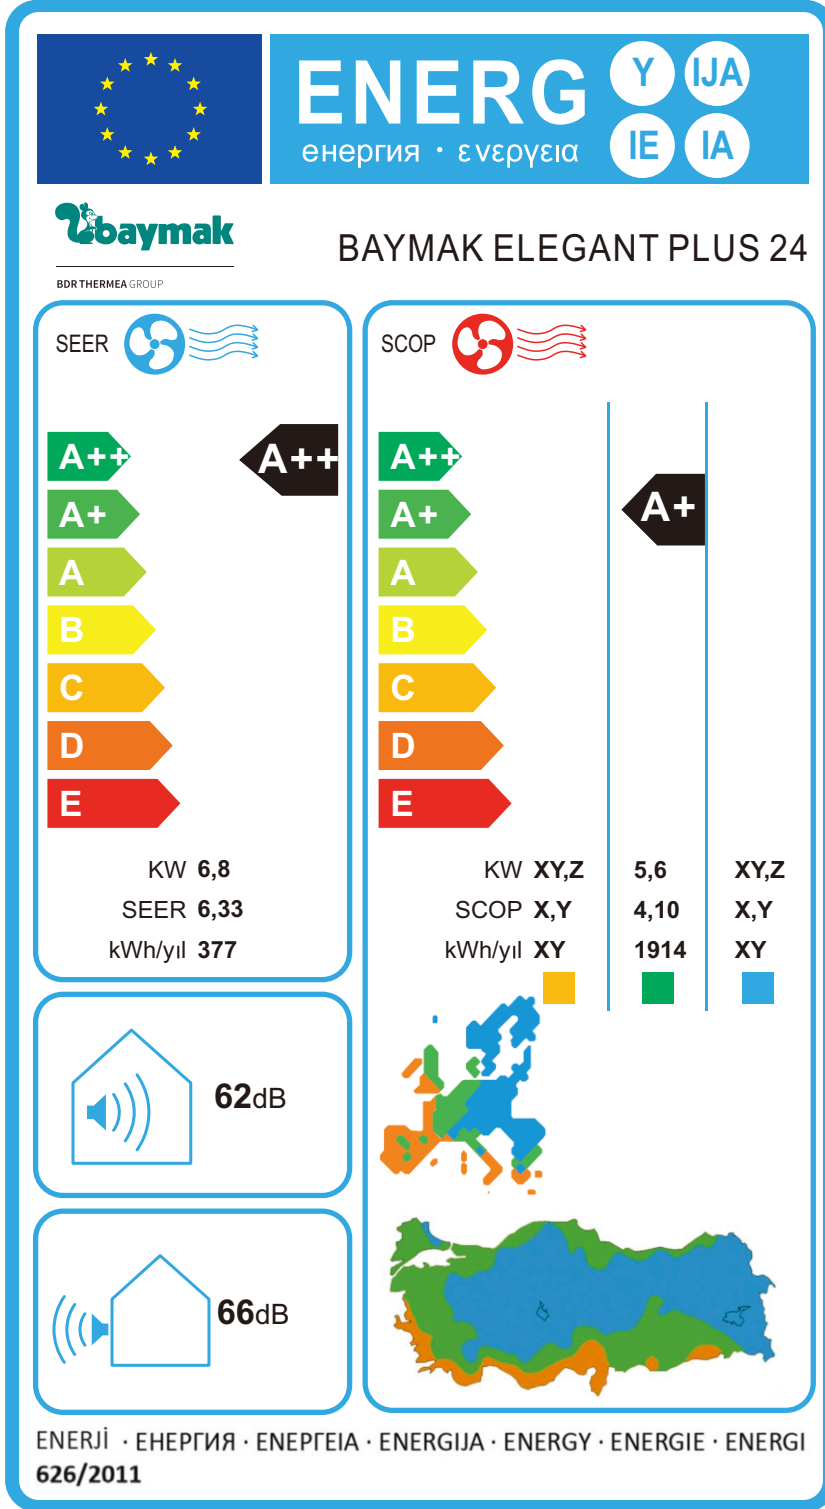 ENERG
Y IJA
енергия · ενεργεια
IE IA
baymak
BDR THERMEA GROUP
BAYMAK ELEGANT PLUS 24
SEER
A++
A++
A+
A
B
C
D
E
KW 6,8
SEER 6,33
kWh/yıl 377
SCOP
A++
A+
A+
A
B
C
D
E
KW XY,Z 5,6 XY,Z
SCOP X,Y 4,10 X,Y
kWh/yıl XY 1914 XY
62dB
66dB
ENERJİ · ЕНЕРГИЯ · ΕΝΕΡΓΕΙΑ · ENERGIJA · ENERGY · ENERGIE · ENERGI
626/2011